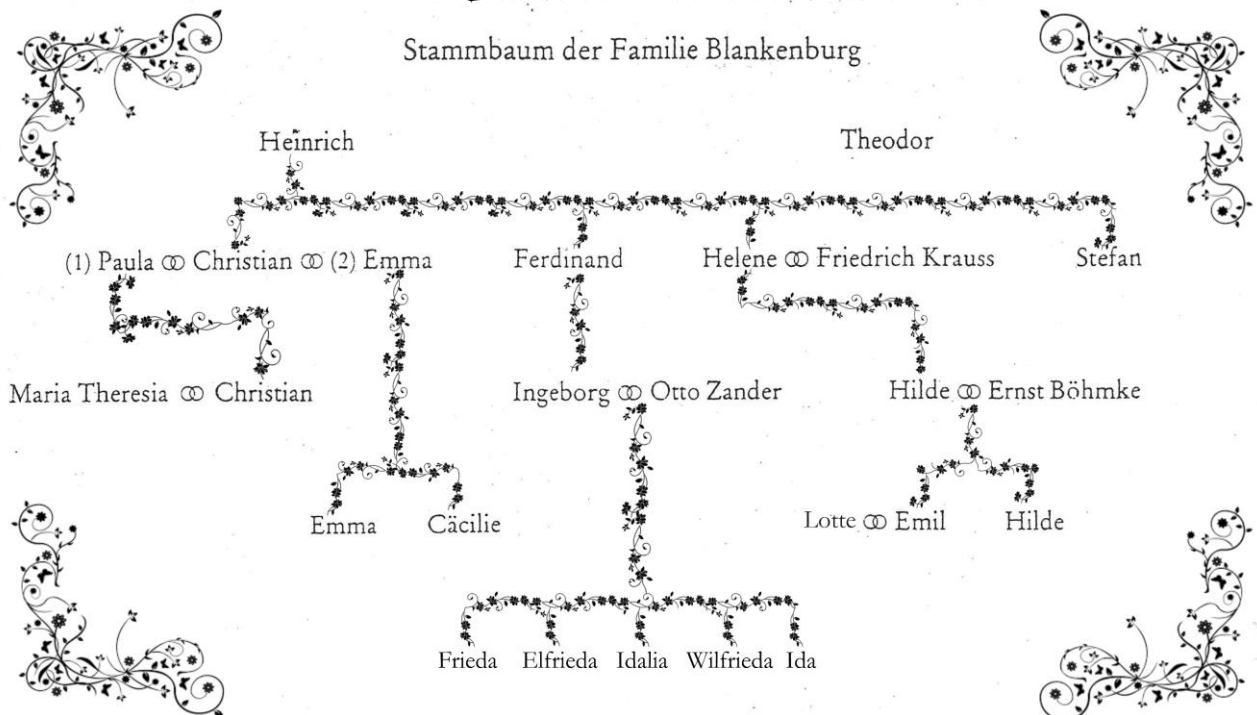 Stammbaum der Familie Blankenburg
Heinrich Theodor
(1) Paula ⚭ Christian ⚭ (2) Emma Ferdinand Helene ⚭ Friedrich Krauss Stefan
Maria Theresia ⚭ Christian Ingeborg ⚭ Otto Zander Hilde ⚭ Ernst Böhmke
Emma Cäcilie Lotte ⚭ Emil Hilde
Frieda Elfrieda Idalia Wilfrieda Ida